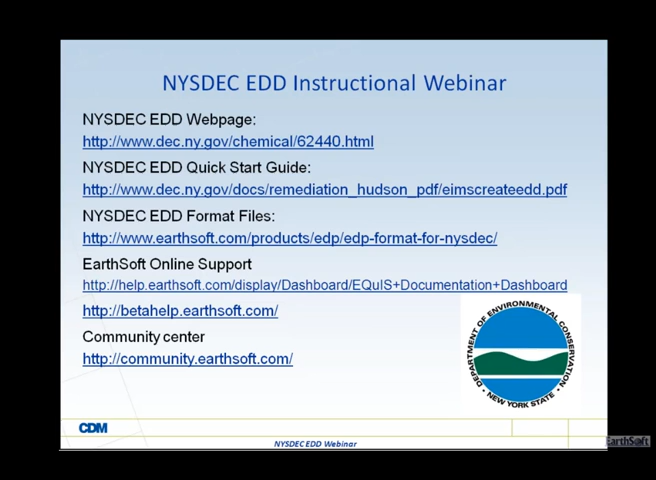 NYSDEC EDD Instructional Webinar
NYSDEC EDD Webpage:
http://www.dec.ny.gov/chemical/62440.html
NYSDEC EDD Quick Start Guide:
http://www.dec.ny.gov/docs/remediation_hudson_pdf/eimscreateedd.pdf
NYSDEC EDD Format Files:
http://www.earthsoft.com/products/edp/edp-format-for-nysdec/
EarthSoft Online Support
http://help.earthsoft.com/display/Dashboard/EQuIS+Documentation+Dashboard
http://betahelp.earthsoft.com/
Community center
http://community.earthsoft.com/
DEPARTMENT OF ENVIRONMENTAL CONSERVATION
• NEW YORK STATE •
CDM
NYSDEC EDD Webinar
EarthSoft